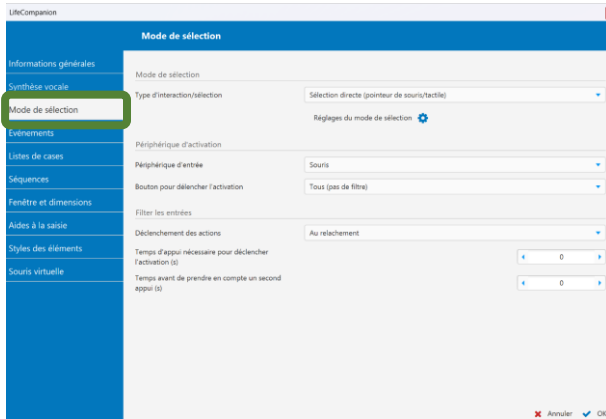 LifeCompanion
Mode de sélection
Informations générales
Synthèse vocale
Mode de sélection
Évènements
Listes de cases
Séquences
Fenêtre et dimensions
Aides à la saisie
Styles des éléments
Souris virtuelle
Mode de sélection
Type d'interaction/sélection
Sélection directe (pointeur de souris/tactile)
Réglages du mode de sélection
Périphérique d'activation
Périphérique d'entrée
Souris
Bouton pour délencher l'activation
Tous (pas de filtre)
Filter les entrées
Déclenchement des actions
Au relachement
Temps d'appui nécessaire pour déclencher
l'activation (s)
0
Temps avant de prendre en compte un second
appui (s)
0
Annuler
OK